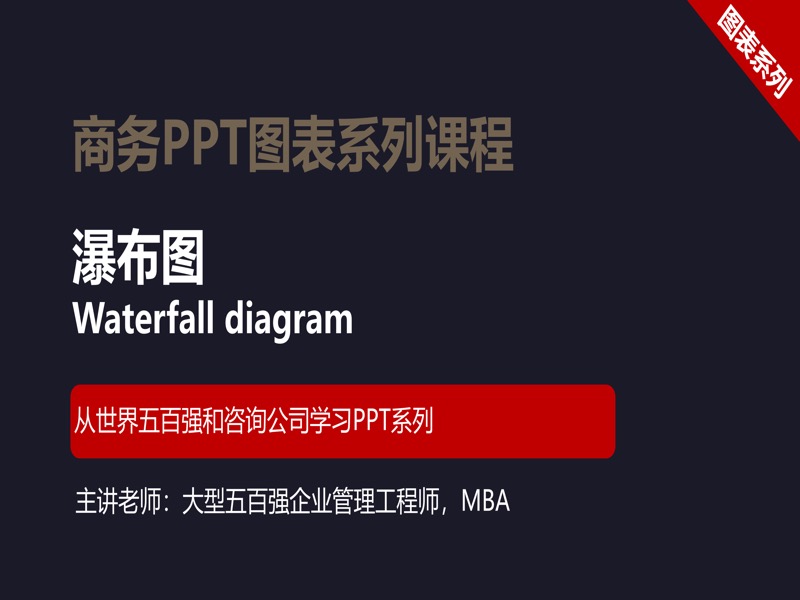 图表系列
商务PPT图表系列课程
瀑布图
Waterfall diagram
从世界五百强和咨询公司学习PPT系列
主讲老师：大型五百强企业管理工程师，MBA